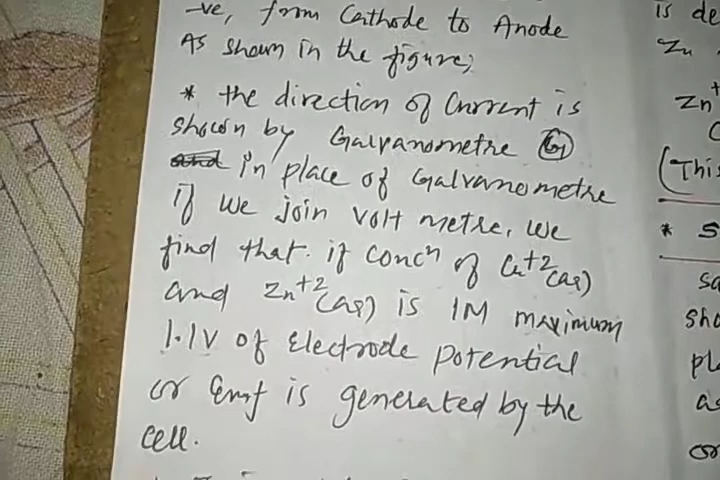 -ve, from Cathode to Anode
As shown in the figure;
* the direction of Current is
shown by Galvanometre G
in place of Galvanometre
if we join volt metre, we
find that if concn of Cu+2(aq)
and Zn+2(aq) is 1M maximum
1.1V of Electrode potential
or Emf is generated by the
cell.
is de
Zn
Zn+
(This
* S
sa
sho
pla
as
or